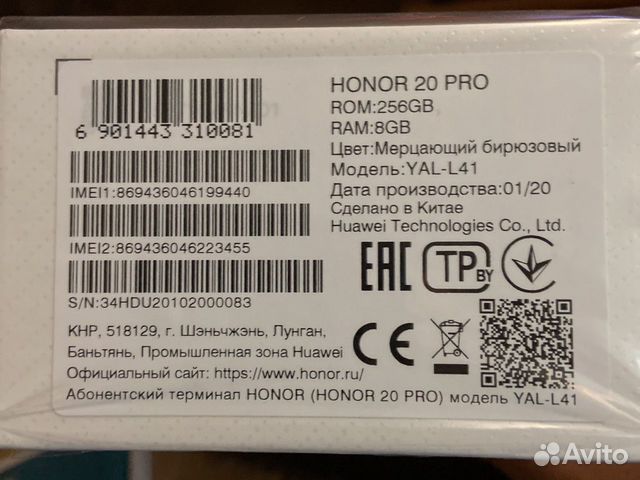 HONOR 20 PRO
ROM:256GB
RAM:8GB
Цвет:Мерцающий бирюзовый
Модель:YAL-L41
Дата производства:01/20
Сделано в Китае
Huawei Technologies Co., Ltd.
6 901443 310081
IMEI1:869436046199440
IMEI2:869436046223455
S/N:34HDU20102000083
EAC TP BY
КНР, 518129, г. Шэньчжэнь, Лунган,
Баньтянь, Промышленная зона Huawei
Официальный сайт: https://www.honor.ru/
Абонентский терминал HONOR (HONOR 20 PRO) модель YAL-L41
CE
Avito